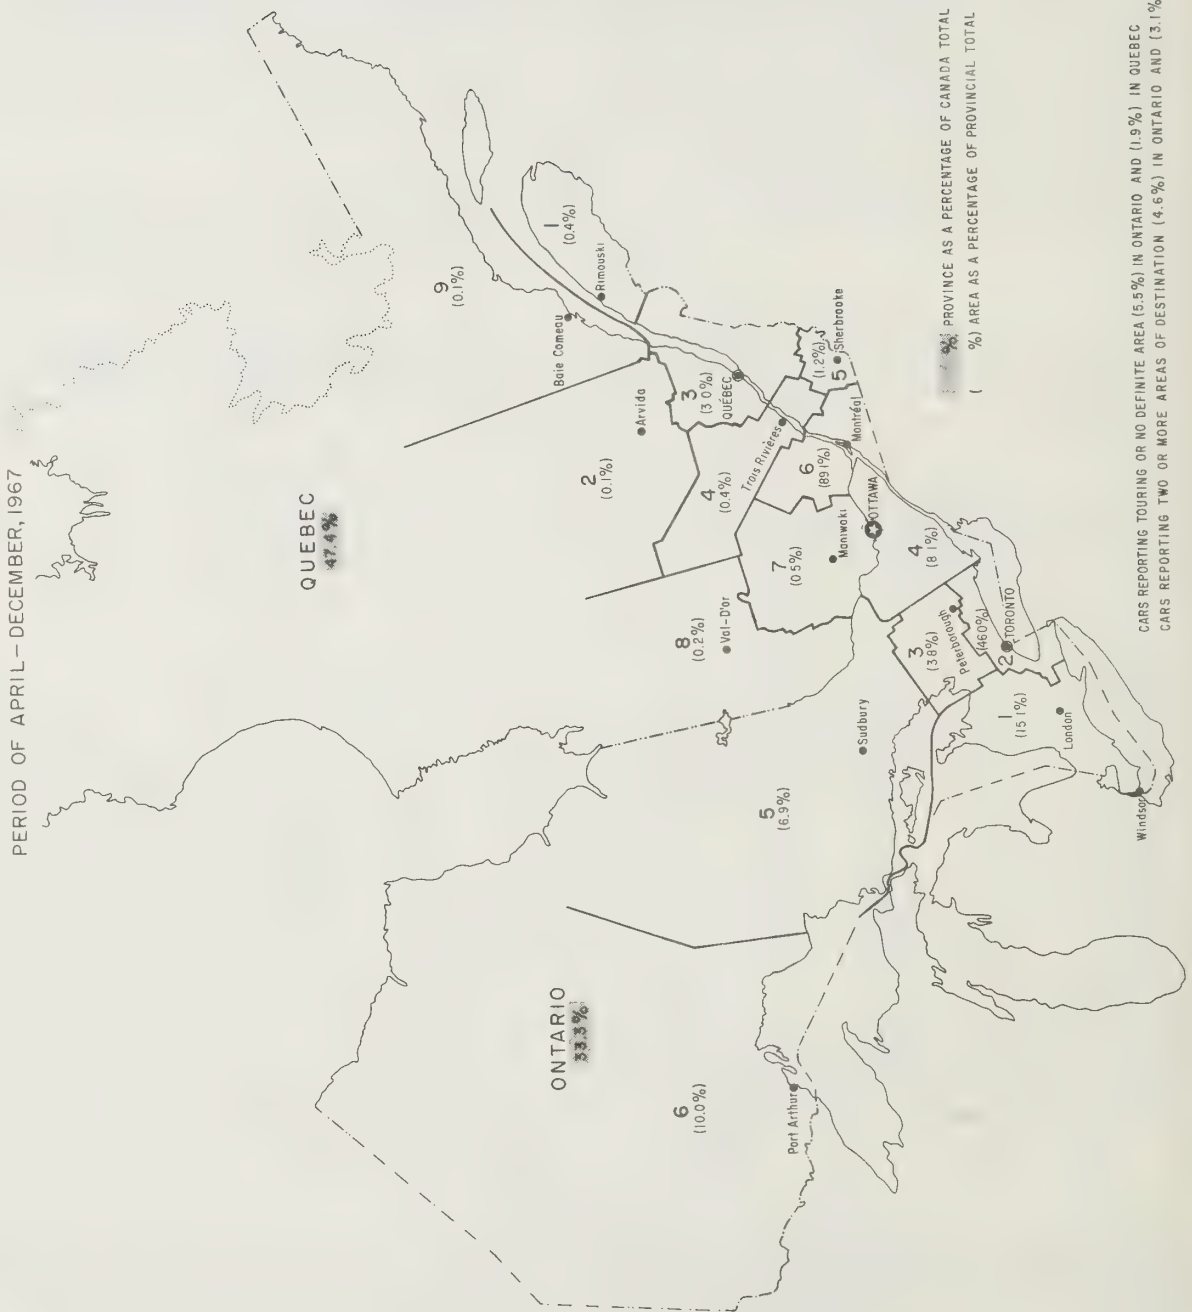 PERIOD OF APRIL – DECEMBER, 1967
QUEBEC
47.4%
ONTARIO
33.3%
9
(0.1%)
1
(0.4%)
Baie Comeau
Rimouski
2
(0.1%)
Arvida
3
(3 0%)
QUÉBEC
4
(0.4%)
Trois Rivières
(1.2%)
5
Sherbrooke
6
(89 1%)
Montréal
7
(0 5%)
Maniwaki
OTTAWA
8
(0.2%)
Val-D'or
4
(8 1%)
3
(3 8%)
Peterborough
(46 0%)
2
TORONTO
1
(15 1%)
London
Windsor
Sudbury
5
(6.9%)
6
(10.0%)
Port Arthur
%) PROVINCE AS A PERCENTAGE OF CANADA TOTAL
( %) AREA AS A PERCENTAGE OF PROVINCIAL TOTAL
CARS REPORTING TOURING OR NO DEFINITE AREA (5.5%) IN ONTARIO AND (1.9%) IN QUEBEC
CARS REPORTING TWO OR MORE AREAS OF DESTINATION (4.6%) IN ONTARIO AND (3.1%